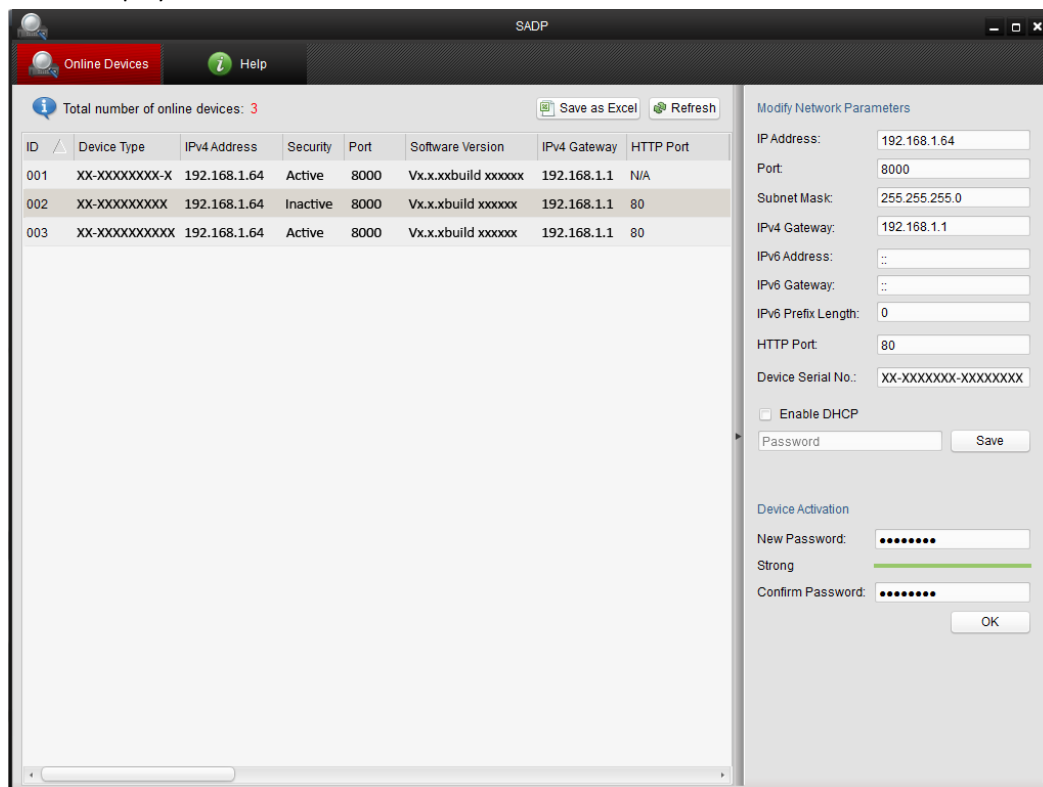 SADP
Online Devices
Help
Total number of online devices: 3
Save as Excel
Refresh
ID Device Type IPv4 Address Security Port Software Version IPv4 Gateway HTTP Port
001 XX-XXXXXXXX-X 192.168.1.64 Active 8000 Vx.x.xxbuild xxxxxx 192.168.1.1 N/A
002 XX-XXXXXXXXX 192.168.1.64 Inactive 8000 Vx.x.xbuild xxxxxx 192.168.1.1 80
003 XX-XXXXXXXXXX 192.168.1.64 Active 8000 Vx.x.xbuild xxxxxx 192.168.1.1 80
Modify Network Parameters
IP Address: 192.168.1.64
Port: 8000
Subnet Mask: 255.255.255.0
IPv4 Gateway: 192.168.1.1
IPv6 Address: ::
IPv6 Gateway: ::
IPv6 Prefix Length: 0
HTTP Port: 80
Device Serial No.: XX-XXXXXXX-XXXXXXXX
Enable DHCP
Password
Save
Device Activation
New Password: ●●●●●●●●
Strong
Confirm Password: ●●●●●●●●
OK